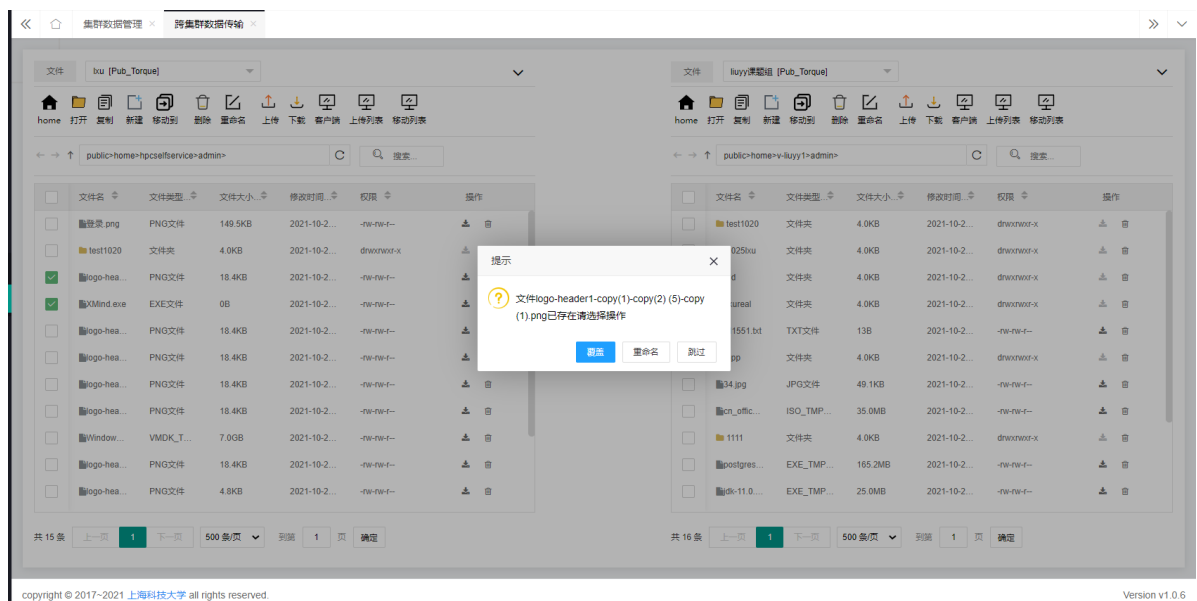 集群数据管理 × 跨集群数据传输 ×
文件 lxu [Pub_Torque]
home 打开 复制 新建 移动到 删除 重命名 上传 下载 客户端 上传列表 移动列表
public>home>hpcselfservice>admin> 搜索...
文件名 文件类型... 文件大小... 修改时间... 权限 操作
登录.png PNG文件 149.5KB 2021-10-2... -rw-rw-r--
test1020 文件夹 4.0KB 2021-10-2... drwxrwxr-x
logo-hea... PNG文件 18.4KB 2021-10-2... -rw-rw-r--
XMind.exe EXE文件 0B 2021-10-2... -rw-rw-r--
logo-hea... PNG文件 18.4KB 2021-10-2... -rw-rw-r--
logo-hea... PNG文件 18.4KB 2021-10-2... -rw-rw-r--
logo-hea... PNG文件 18.4KB 2021-10-2... -rw-rw-r--
logo-hea... PNG文件 18.4KB 2021-10-2... -rw-rw-r--
Window... VMDK_T... 7.0GB 2021-10-2... -rw-rw-r--
logo-hea... PNG文件 18.4KB 2021-10-2... -rw-rw-r--
logo-hea... PNG文件 4.8KB 2021-10-2... -rw-rw-r--
共 15 条 上一页 1 下一页 500 条/页 到第 1 页 确定
提示
文件logo-header1-copy(1)-copy(2) (5)-copy
(1).png已存在请选择操作
覆盖 重命名 跳过
文件 liuyy课题组 [Pub_Torque]
home 打开 复制 新建 移动到 删除 重命名 上传 下载 客户端 上传列表 移动列表
public>home>v-liuyy1>admin> 搜索...
文件名 文件类型... 文件大小... 修改时间... 权限 操作
test1020 文件夹 4.0KB 2021-10-2... drwxrwxr-x
025lxu 文件夹 4.0KB 2021-10-2... drwxrwxr-x
文件夹 4.0KB 2021-10-2... drwxrwxr-x
ureal 文件夹 4.0KB 2021-10-2... drwxrwxr-x
1551.txt TXT文件 13B 2021-10-2... -rw-rw-r--
pp 文件夹 4.0KB 2021-10-2... drwxrwxr-x
34.jpg JPG文件 49.1KB 2021-10-2... -rw-rw-r--
cn_offic... ISO_TMP... 35.0MB 2021-10-2... -rw-rw-r--
1111 文件夹 4.0KB 2021-10-2... drwxrwxr-x
postgres... EXE_TMP... 165.2MB 2021-10-2... -rw-rw-r--
jdk-11.0.... EXE_TMP... 25.0MB 2021-10-2... -rw-rw-r--
共 16 条 上一页 1 下一页 500 条/页 到第 1 页 确定
copyright © 2017~2021 上海科技大学 all rights reserved. Version v1.0.6